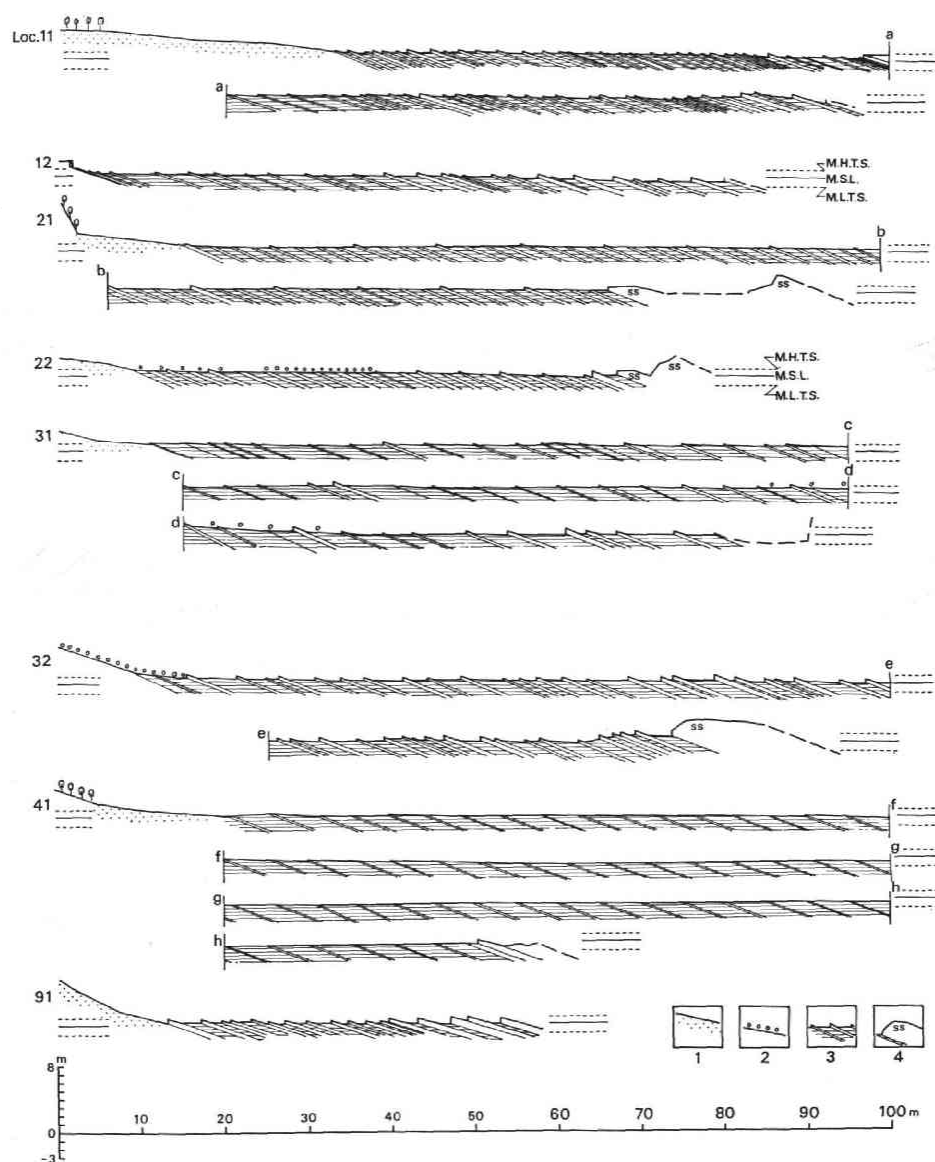 Loc.11 a
a
12 M.H.T.S.
M.S.L.
M.L.T.S.
21 b
b ss ss
22 ss ss M.H.T.S.
M.S.L.
M.L.T.S.
31 c
c d
d
32 e
e ss
41 f
f g
g h
h
91
ss
1 2 3 4
m
8
0
-3
10 20 30 40 50 60 70 80 90 100 m